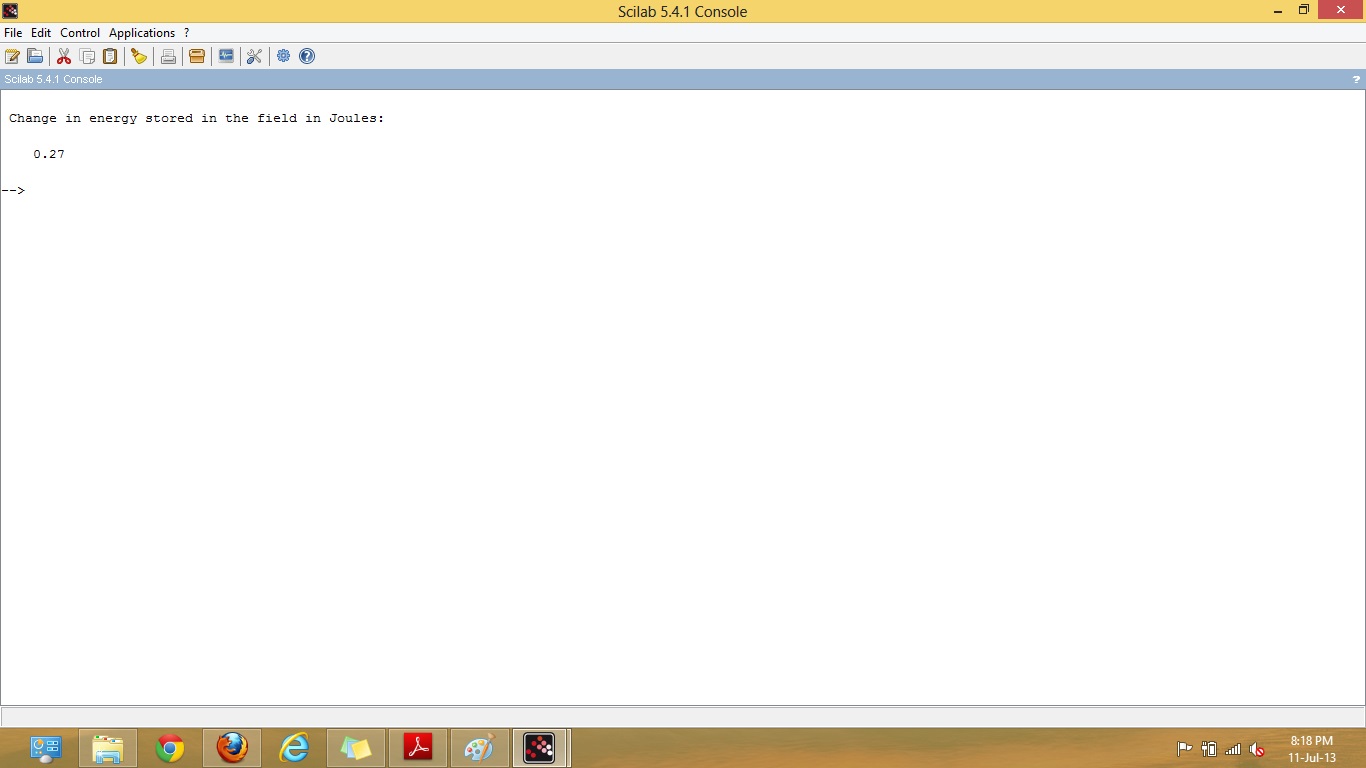 Scilab 5.4.1 Console
File Edit Control Applications ?
Scilab 5.4.1 Console ?
Change in energy stored in the field in Joules:
0.27
-->
8:18 PM
11-Jul-13